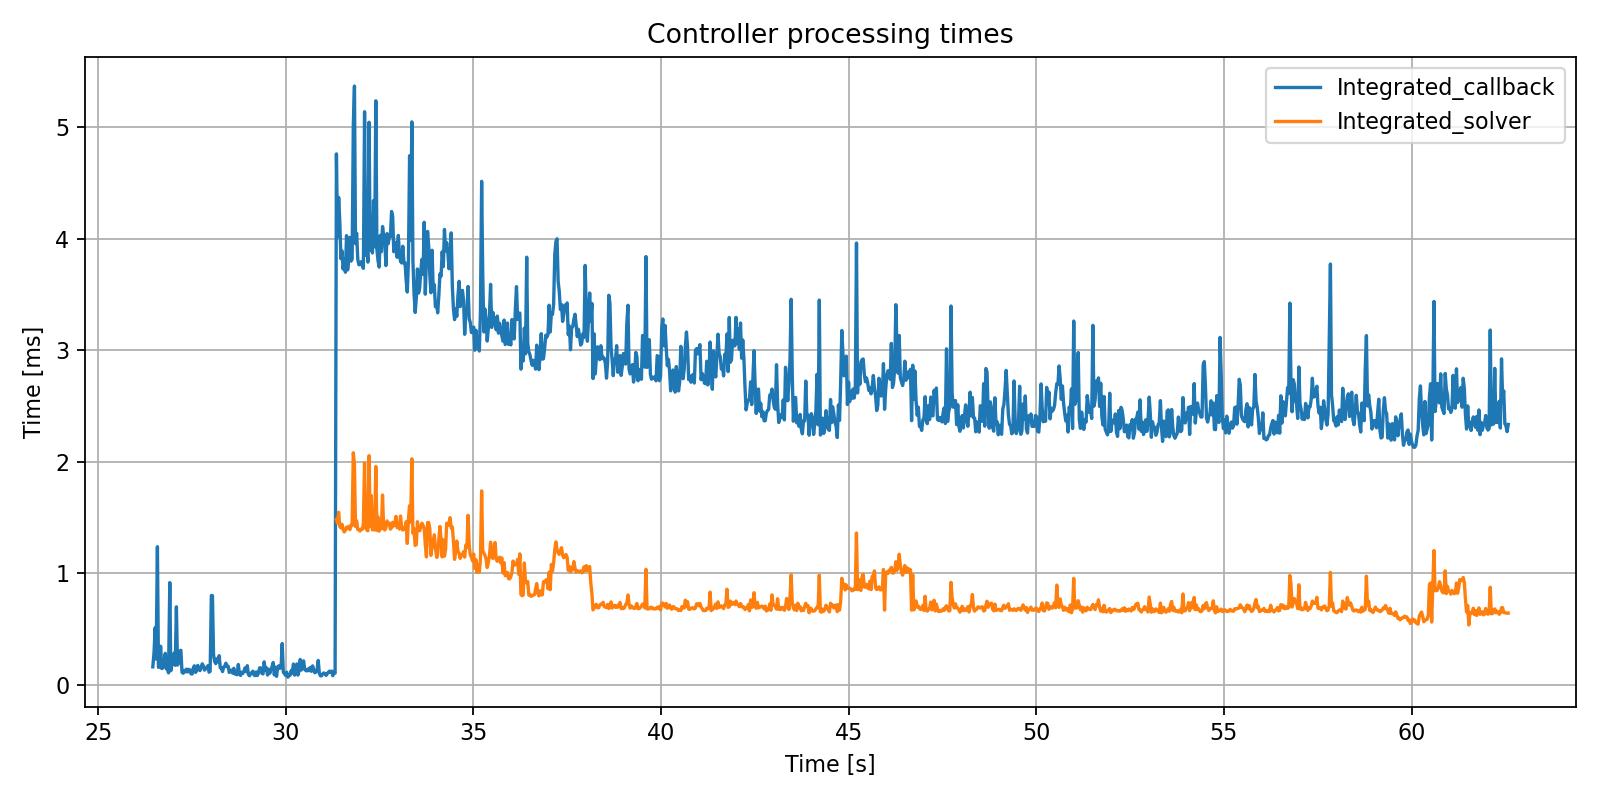 Controller processing times
Integrated_callback
Integrated_solver
Time [ms]
5
4
3
2
1
0
25 30 35 40 45 50 55 60
Time [s]